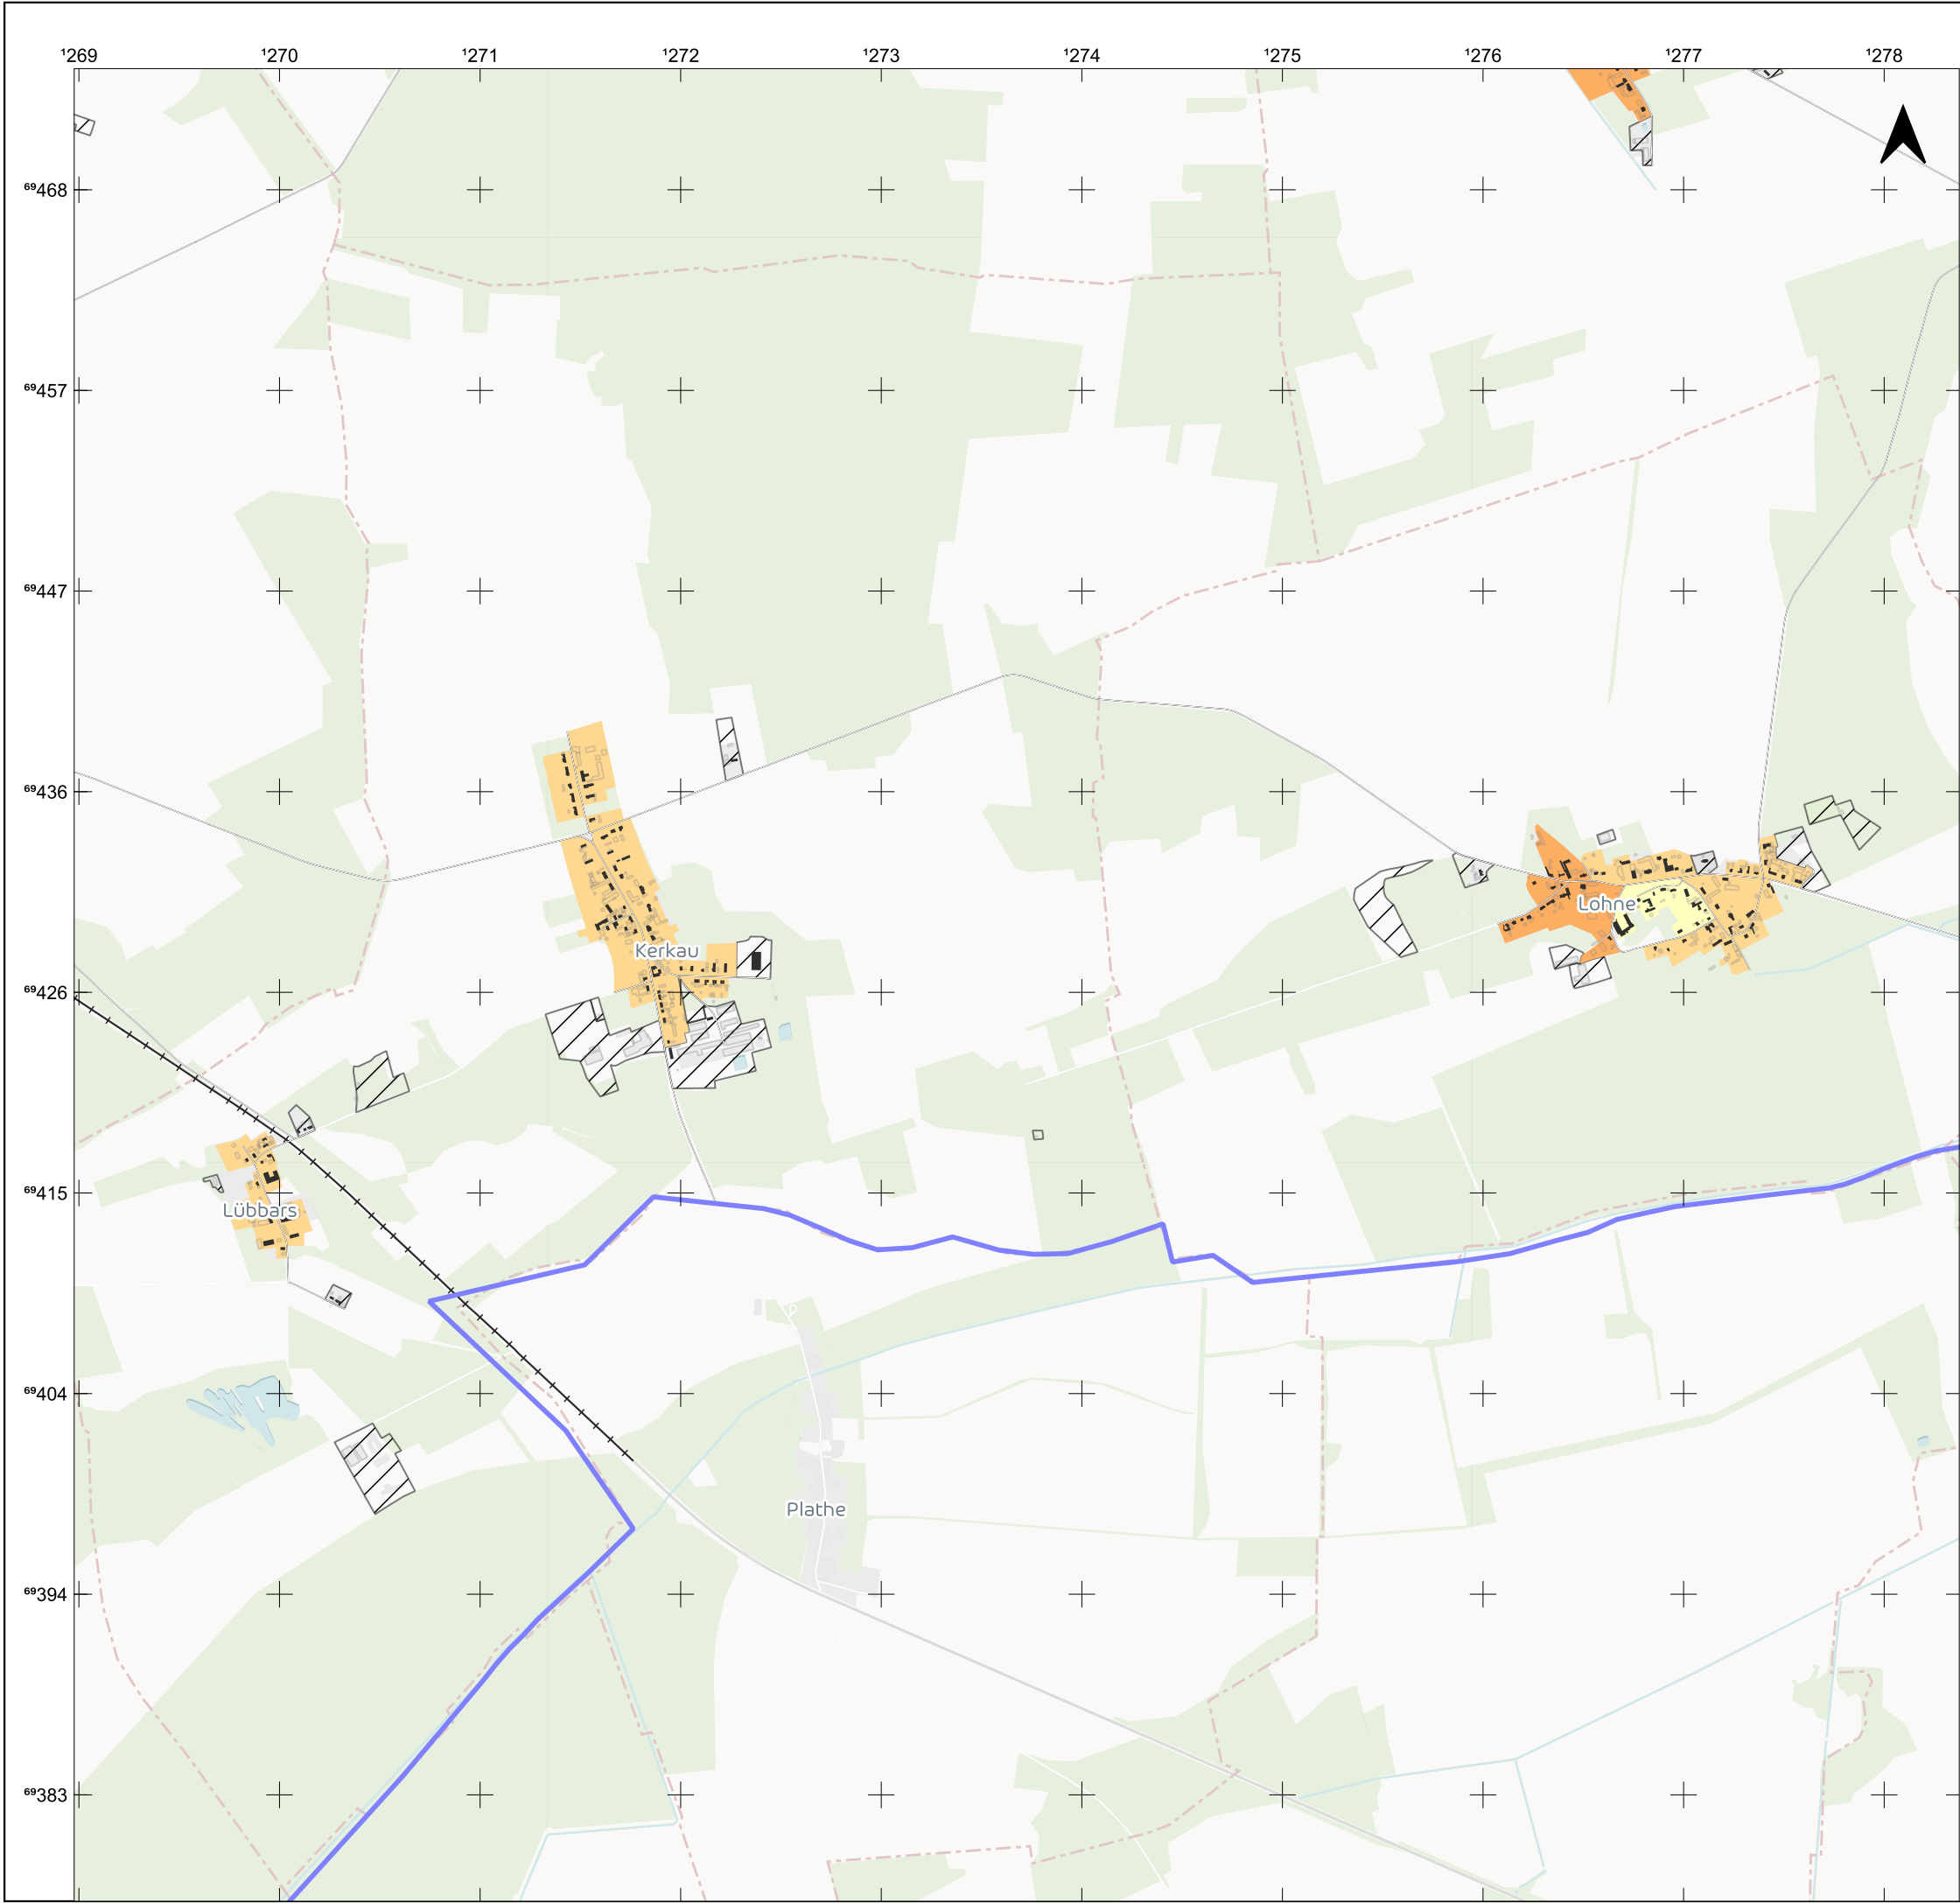 ¹269 ¹270 ¹271 ¹272 ¹273 ¹274 ¹275 ¹276 ¹277 ¹278
⁶⁹468
⁶⁹457
⁶⁹447
⁶⁹436
Lohne
Kerkau
⁶⁹426
⁶⁹415
Lübbars
⁶⁹404
Plathe
⁶⁹394
⁶⁹383